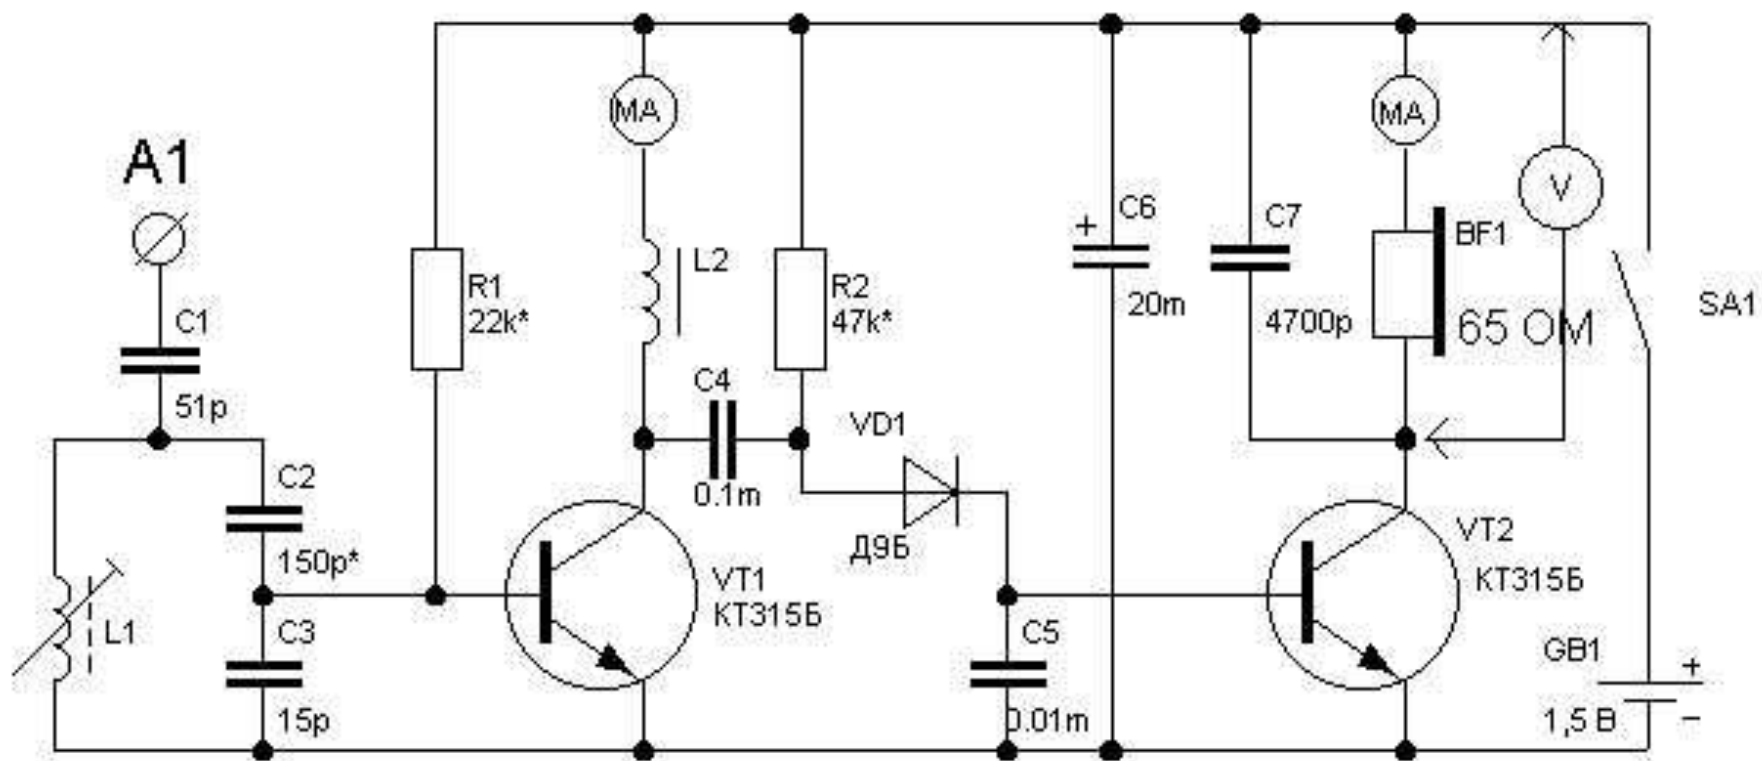 A1
C1
51p
C2
150p*
L1
C3
15p
R1
22k*
MA
L2
C4
0.1m
R2
47k*
VT1
КТ315Б
VD1
Д9Б
C5
0.01m
C6
+
20m
C7
4700p
MA
BF1
65 OM
V
VT2
КТ315Б
SA1
GB1
+
1,5 В
−